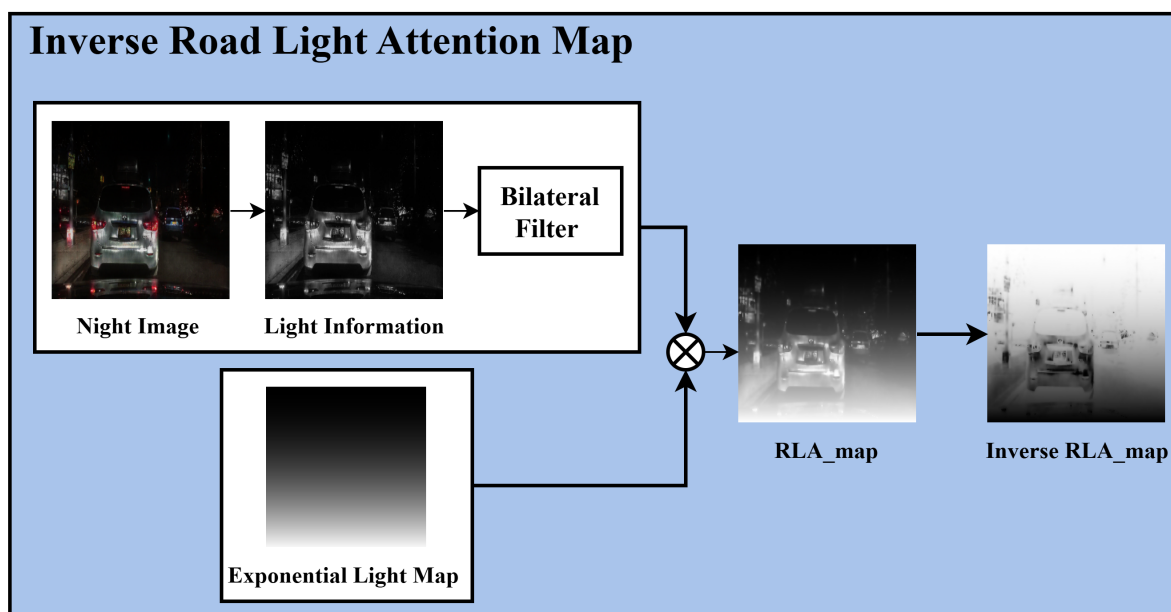 Inverse Road Light Attention Map
Bilateral
Filter
Night Image
Light Information
RLA_map
Inverse RLA_map
Exponential Light Map